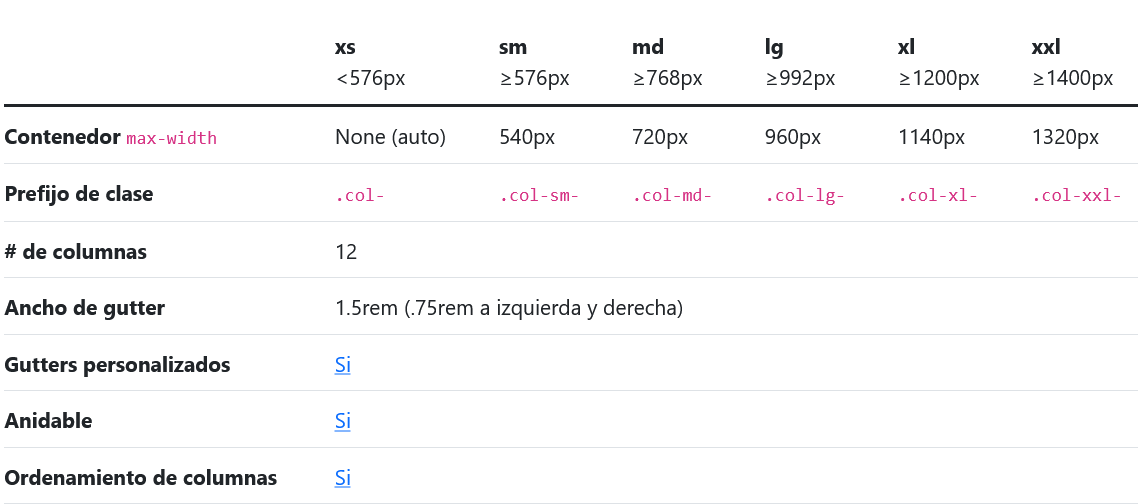 xs sm md lg xl xxl
<576px ≥576px ≥768px ≥992px ≥1200px ≥1400px
Contenedor max-width None (auto) 540px 720px 960px 1140px 1320px
Prefijo de clase .col- .col-sm- .col-md- .col-lg- .col-xl- .col-xxl-
# de columnas 12
Ancho de gutter 1.5rem (.75rem a izquierda y derecha)
Gutters personalizados Si
Anidable Si
Ordenamiento de columnas Si